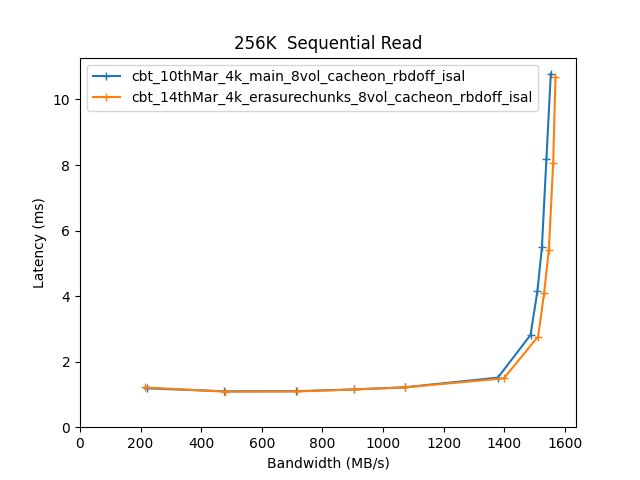 256K  Sequential Read
cbt_10thMar_4k_main_8vol_cacheon_rbdoff_isal
cbt_14thMar_4k_erasurechunks_8vol_cacheon_rbdoff_isal
Latency (ms)
10
8
6
4
2
0
0 200 400 600 800 1000 1200 1400 1600
Bandwidth (MB/s)